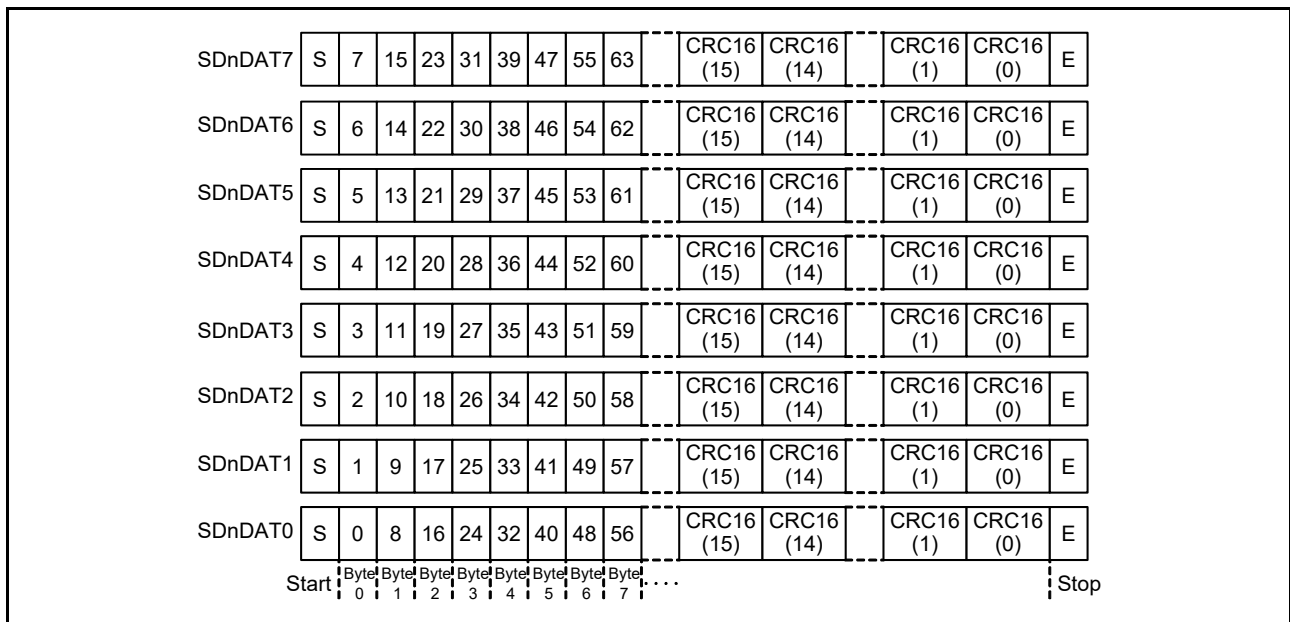 SDnDAT7 S 7 15 23 31 39 47 55 63 CRC16 (15) CRC16 (14) CRC16 (1) CRC16 (0) E
SDnDAT6 S 6 14 22 30 38 46 54 62 CRC16 (15) CRC16 (14) CRC16 (1) CRC16 (0) E
SDnDAT5 S 5 13 21 29 37 45 53 61 CRC16 (15) CRC16 (14) CRC16 (1) CRC16 (0) E
SDnDAT4 S 4 12 20 28 36 44 52 60 CRC16 (15) CRC16 (14) CRC16 (1) CRC16 (0) E
SDnDAT3 S 3 11 19 27 35 43 51 59 CRC16 (15) CRC16 (14) CRC16 (1) CRC16 (0) E
SDnDAT2 S 2 10 18 26 34 42 50 58 CRC16 (15) CRC16 (14) CRC16 (1) CRC16 (0) E
SDnDAT1 S 1 9 17 25 33 41 49 57 CRC16 (15) CRC16 (14) CRC16 (1) CRC16 (0) E
SDnDAT0 S 0 8 16 24 32 40 48 56 CRC16 (15) CRC16 (14) CRC16 (1) CRC16 (0) E
Start Byte 0 Byte 1 Byte 2 Byte 3 Byte 4 Byte 5 Byte 6 Byte 7 .... Stop